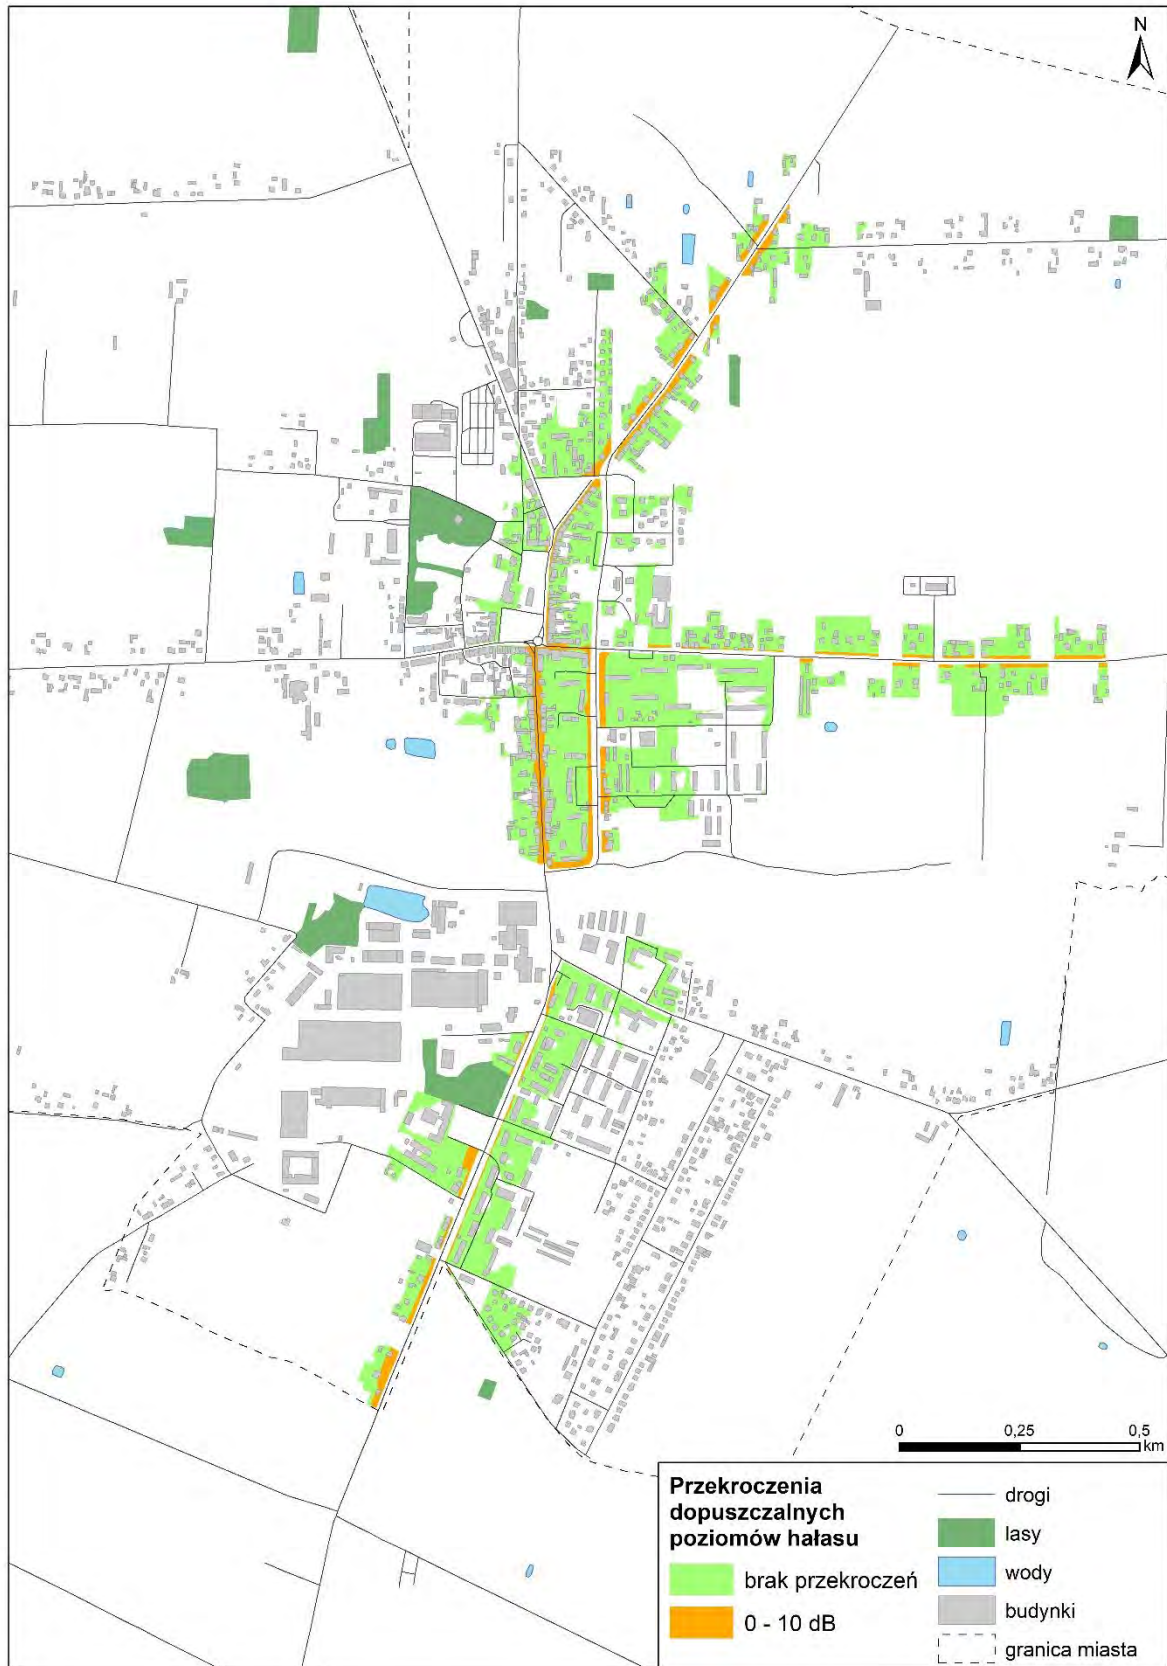 N
0 0,25 0,5
km
Przekroczenia
dopuszczalnych
poziomów hałasu
brak przekroczeń
0 - 10 dB
drogi
lasy
wody
budynki
granica miasta